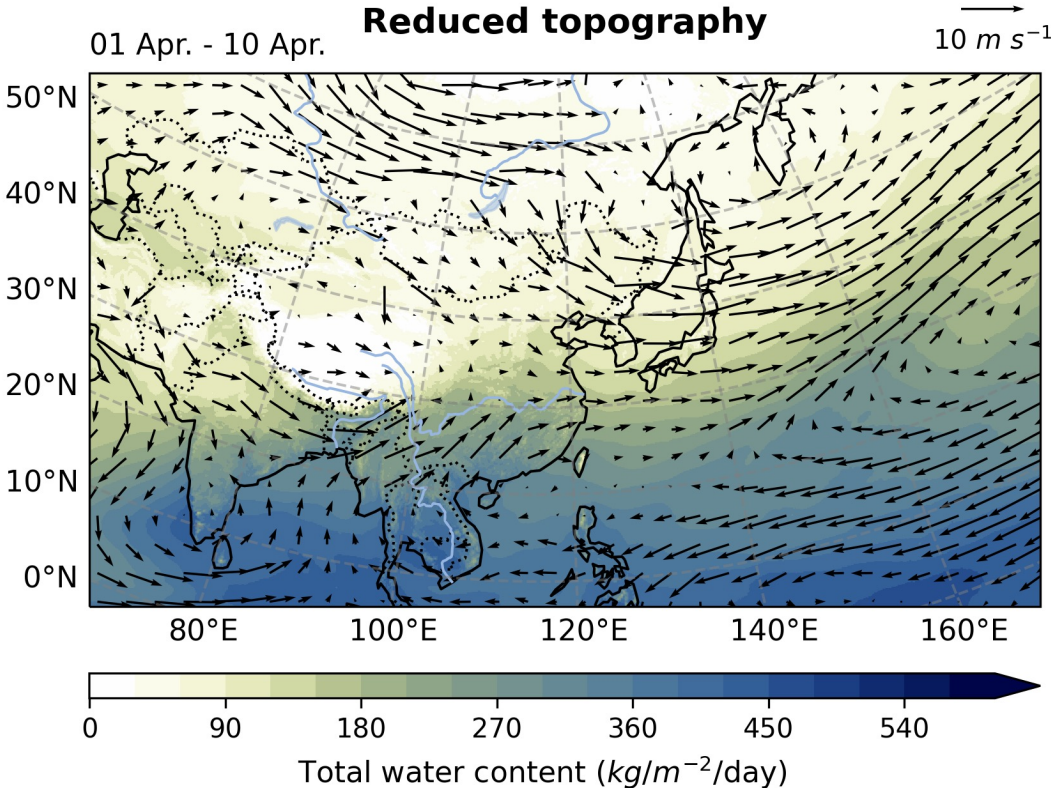 Reduced topography
01 Apr. - 10 Apr.
10 m s⁻¹
50°N
40°N
30°N
20°N
10°N
0°N
80°E 100°E 120°E 140°E 160°E
0 90 180 270 360 450 540
Total water content (kg/m⁻²/day)